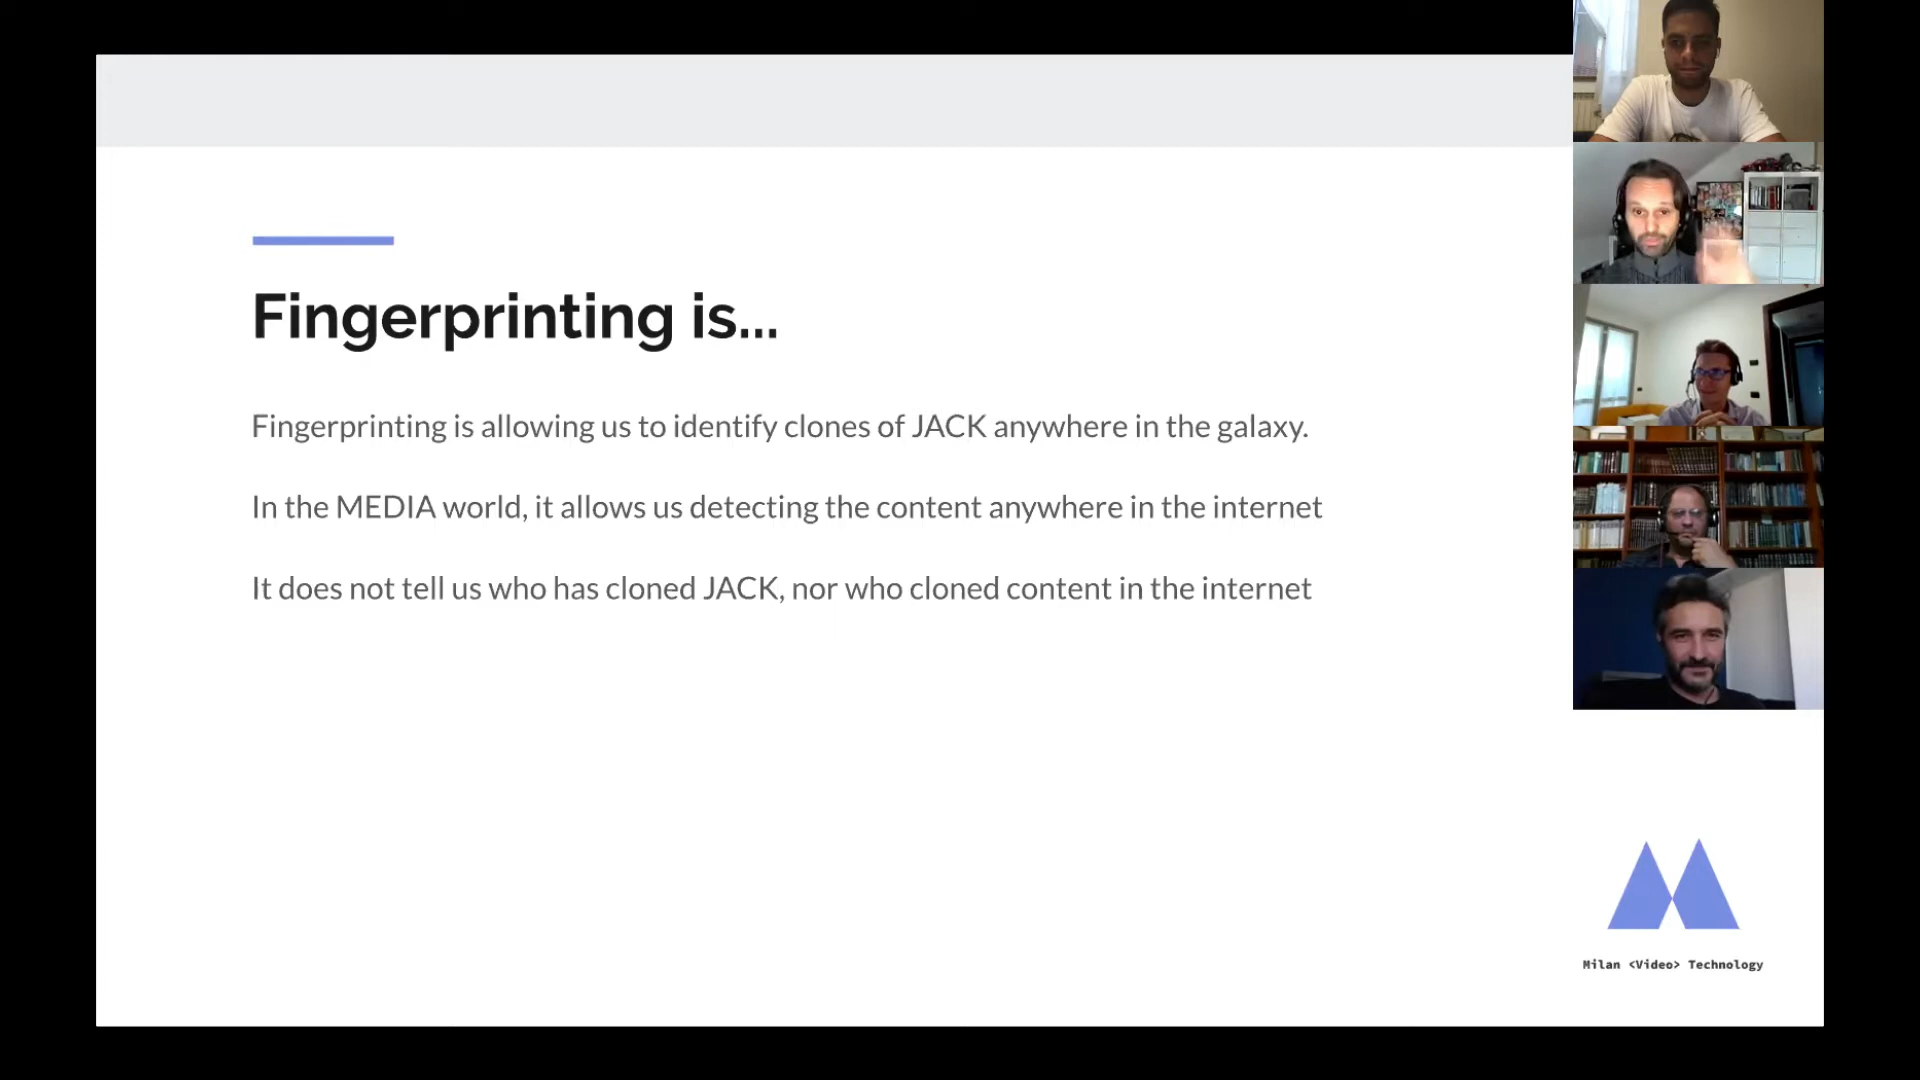 Fingerprinting is...
Fingerprinting is allowing us to identify clones of JACK anywhere in the galaxy.
In the MEDIA world, it allows us detecting the content anywhere in the internet
It does not tell us who has cloned JACK, nor who cloned content in the internet
Milan <Video> Technology